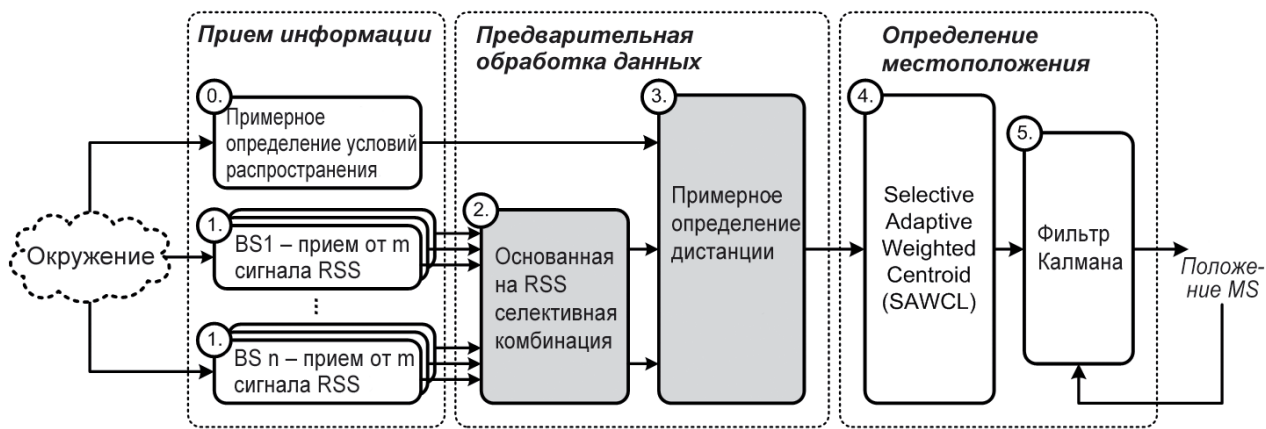 Прием информации
Предварительная
обработка данных
Определение
местоположения
0.
Примерное
определение условий
распространения
Окружение
1.
BS1 – прием от m
сигнала RSS
...
1.
BS n – прием от m
сигнала RSS
2.
Основанная
на RSS
селективная
комбинация
3.
Примерное
определение
дистанции
4.
Selective
Adaptive
Weighted
Centroid
(SAWCL)
5.
Фильтр
Калмана
Положе-
ние MS